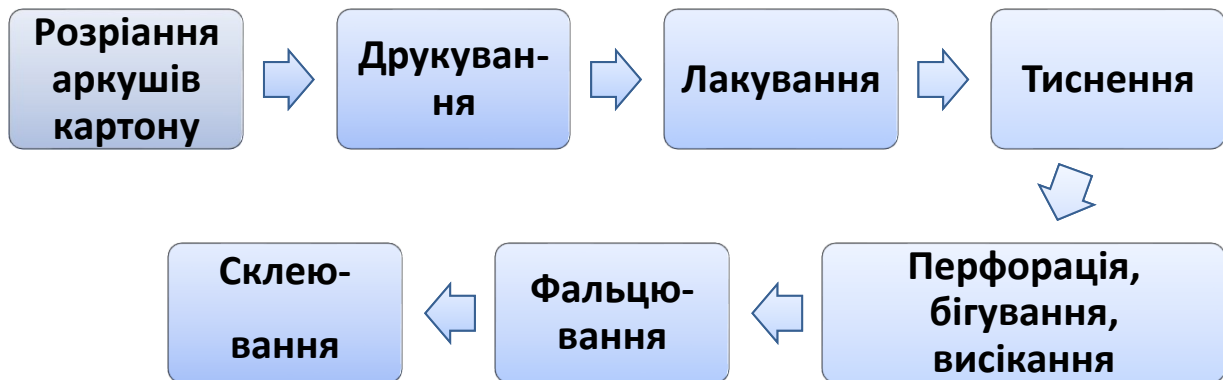 Розріання
аркушів
картону
Друкуван-
ня
Лакування
Тиснення
Перфорація,
бігування,
висікання
Фальцю-
вання
Склею-
вання